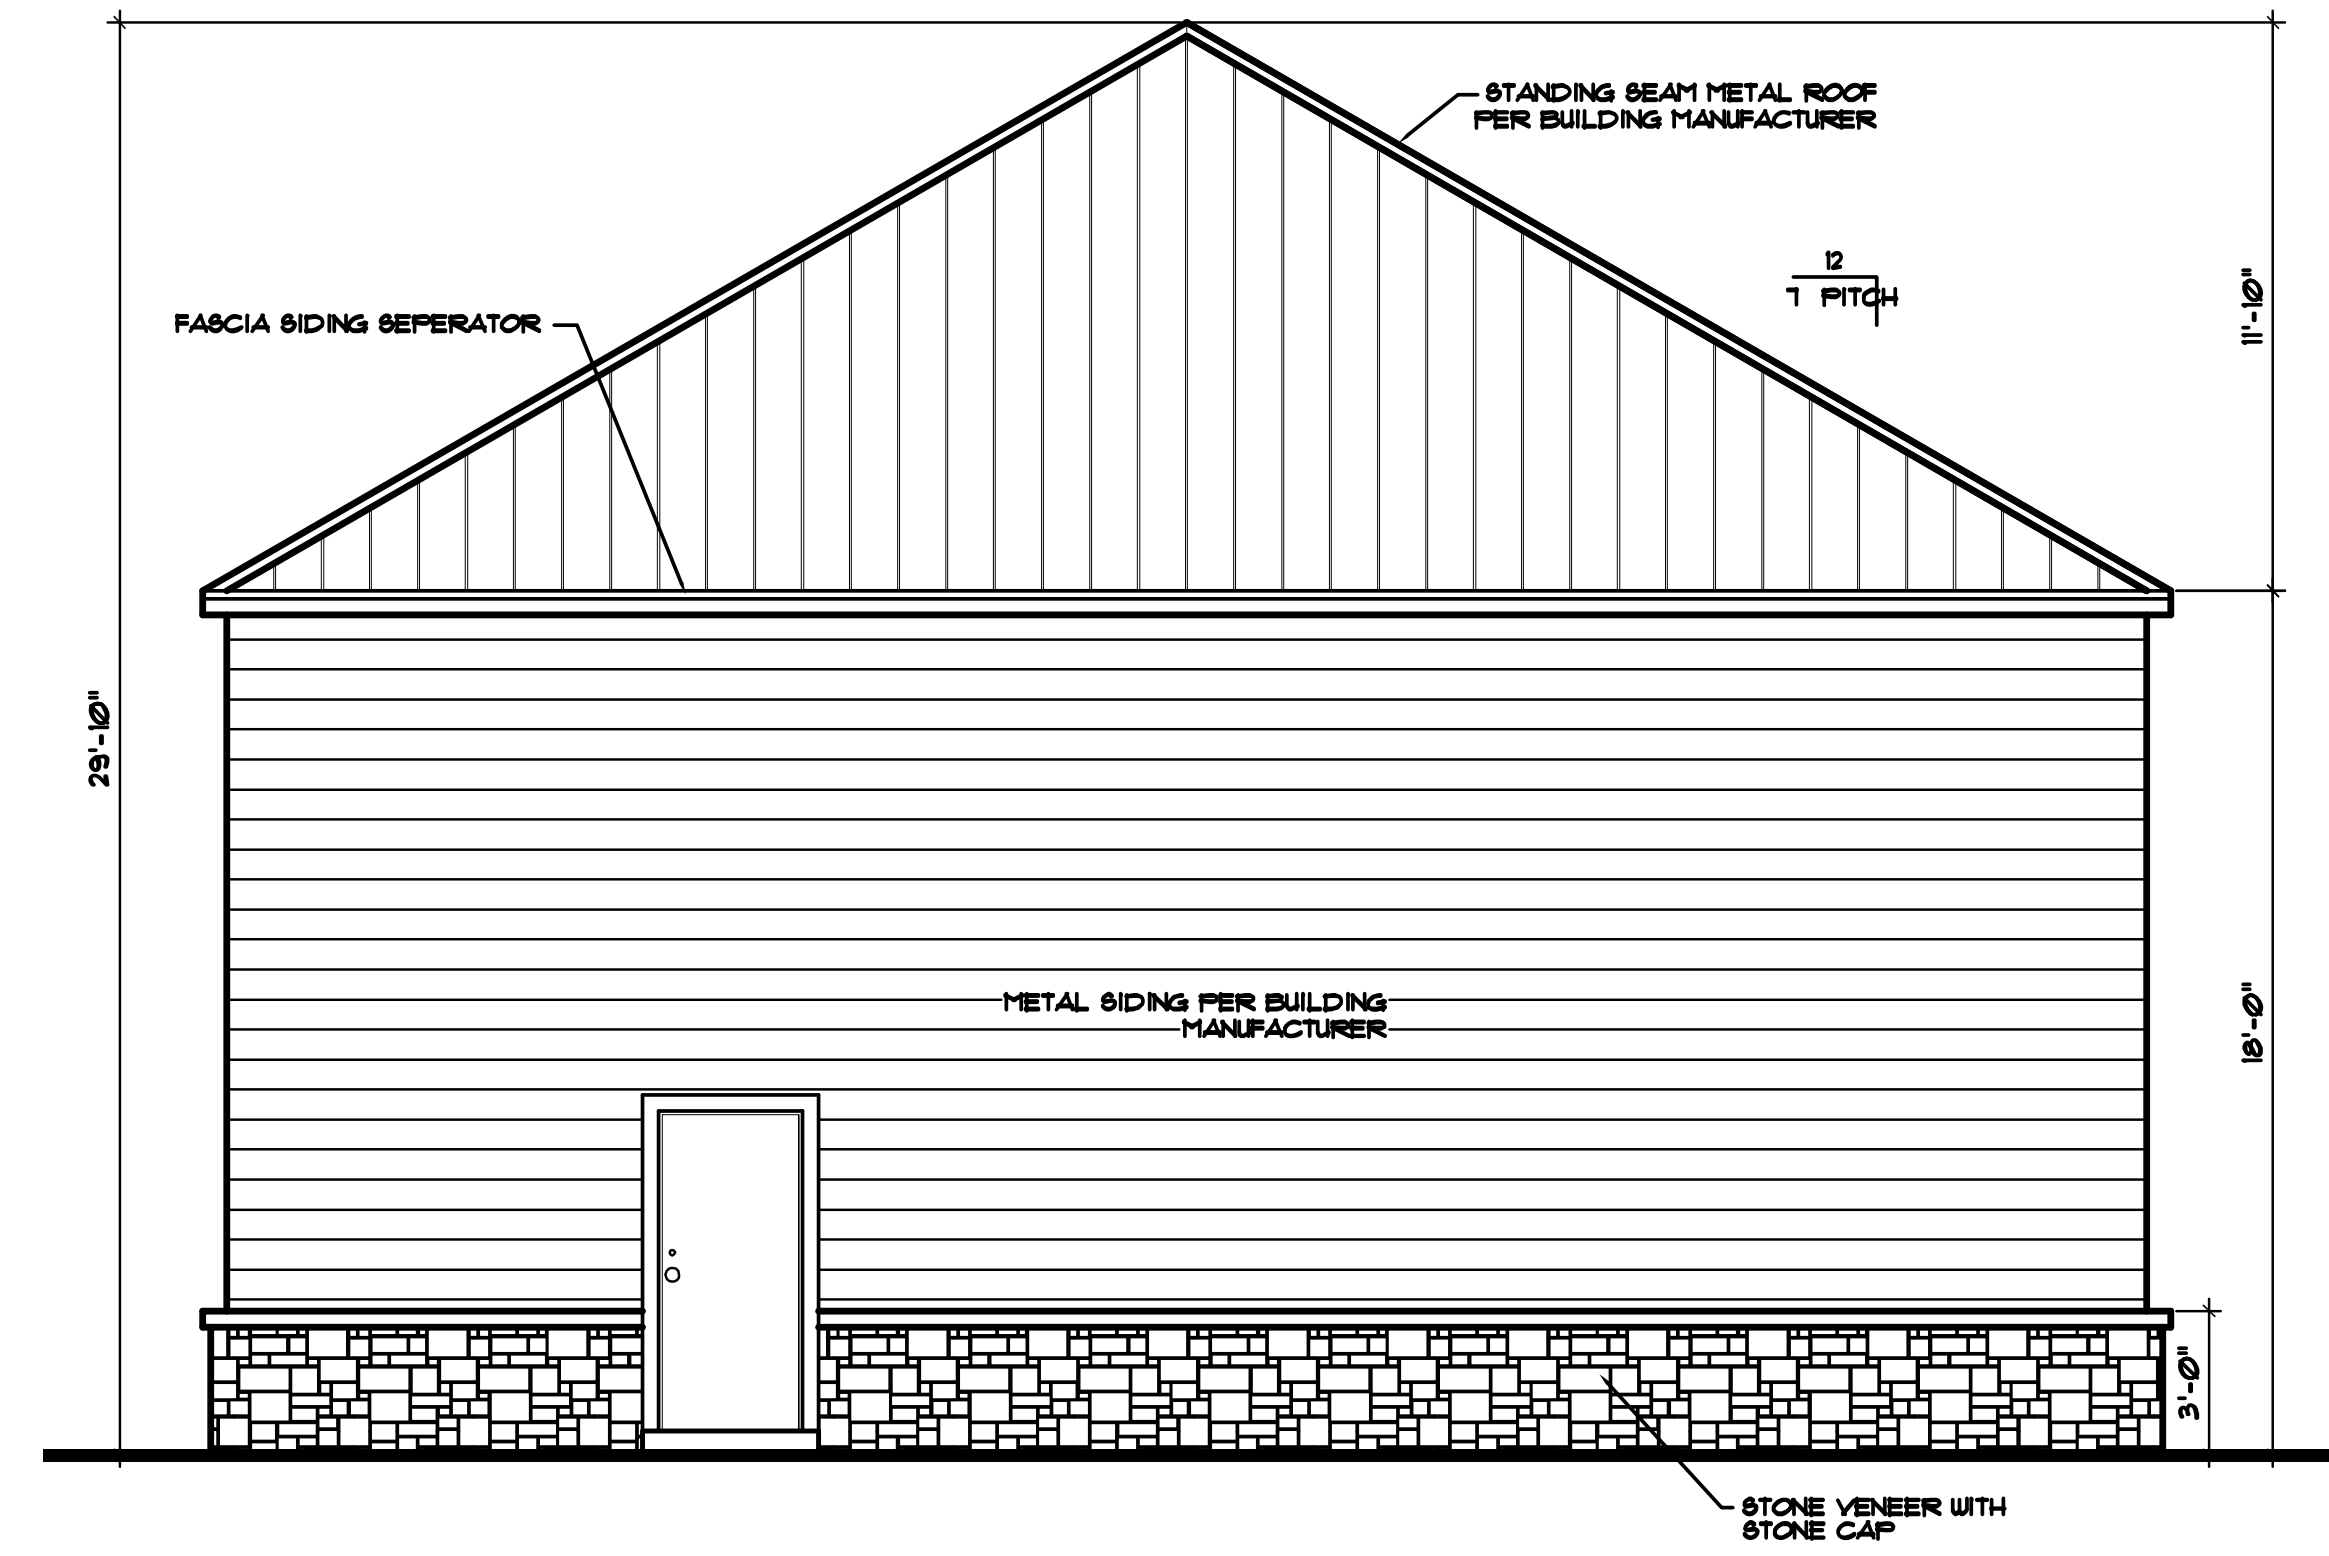 STANDING SEAM METAL ROOF
PER BUILDING MANUFACTURER
12
7 PITCH
11'-10"
FASCIA SIDING SEPERATOR
29'-10"
METAL SIDING PER BUILDING
MANUFACTURER
18'-0"
3'-0"
STONE VENEER WITH
STONE CAP